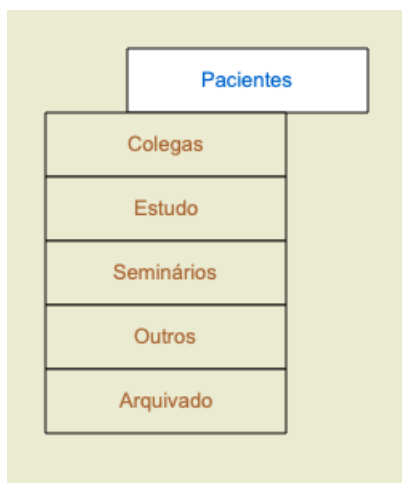 Pacientes
Colegas
Estudo
Seminários
Outros
Arquivado